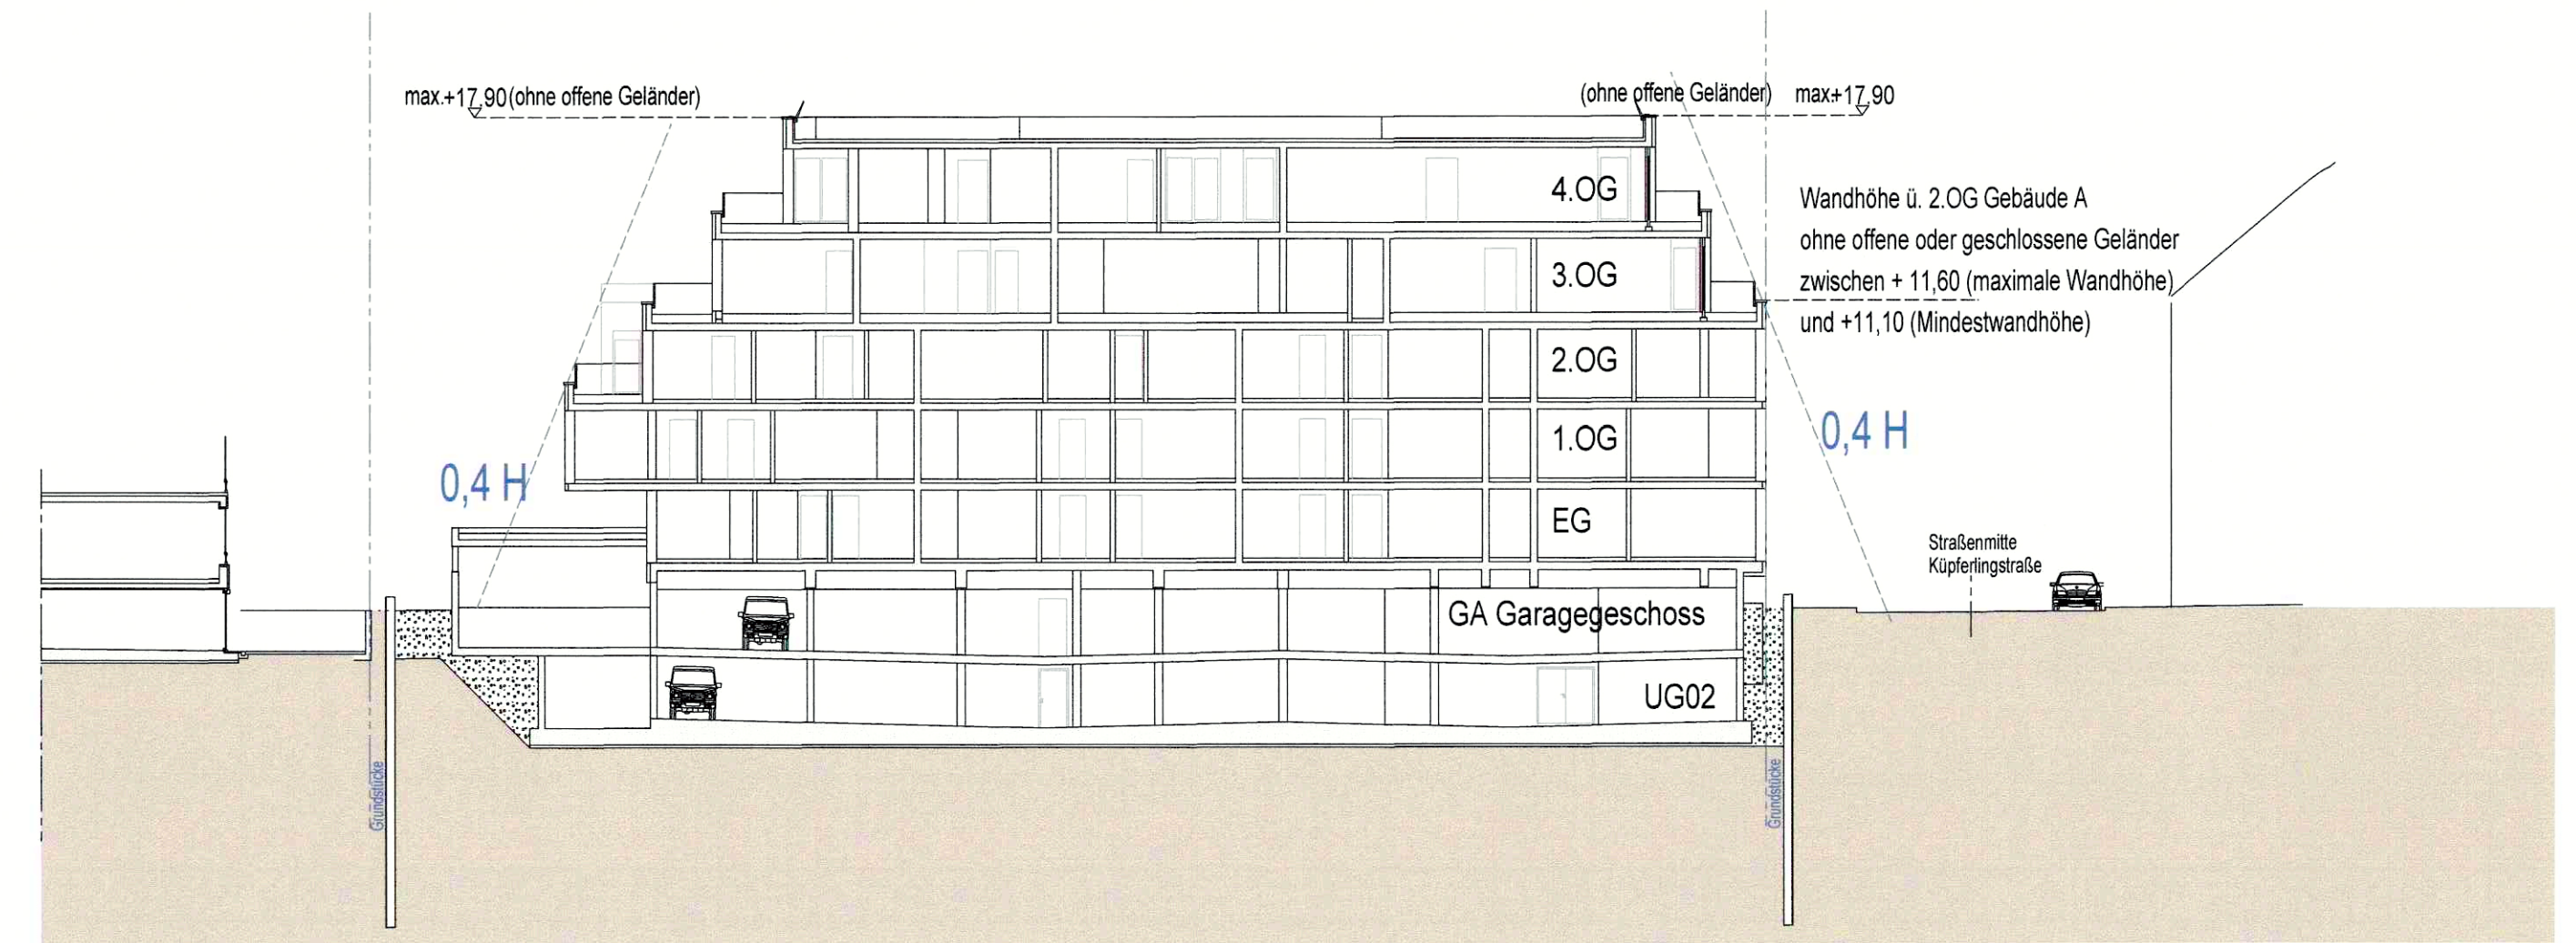 max.+17,90(ohne offene Geländer)
(ohne offene Geländer) max.+17,90
Wandhöhe ü. 2.OG Gebäude A
ohne offene oder geschlossene Geländer
zwischen + 11,60 (maximale Wandhöhe)
und +11,10 (Mindestwandhöhe)
4.OG
3.OG
2.OG
1.OG
EG
0,4 H
0,4 H
Straßenmitte
Küpferlingstraße
GA Garagegeschoss
UG02
Grundstücke
Grundstücke